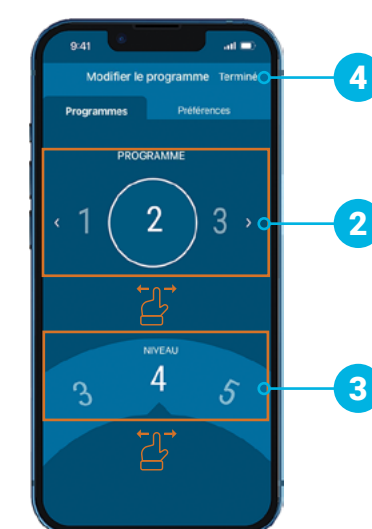 9:41
Modifier le programme Terminé
4
Programmes Préférences
PROGRAMME
‹ 1 2 3 ›
2
NIVEAU
3 4 5
3